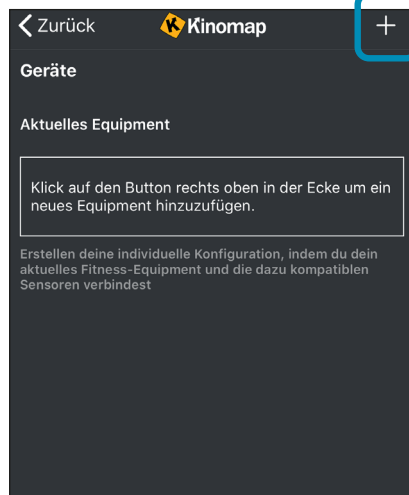 Zurück Kinomap +
Geräte
Aktuelles Equipment
Klick auf den Button rechts oben in der Ecke um ein
neues Equipment hinzuzufügen.
Erstellen deine individuelle Konfiguration, indem du dein
aktuelles Fitness-Equipment und die dazu kompatiblen
Sensoren verbindest